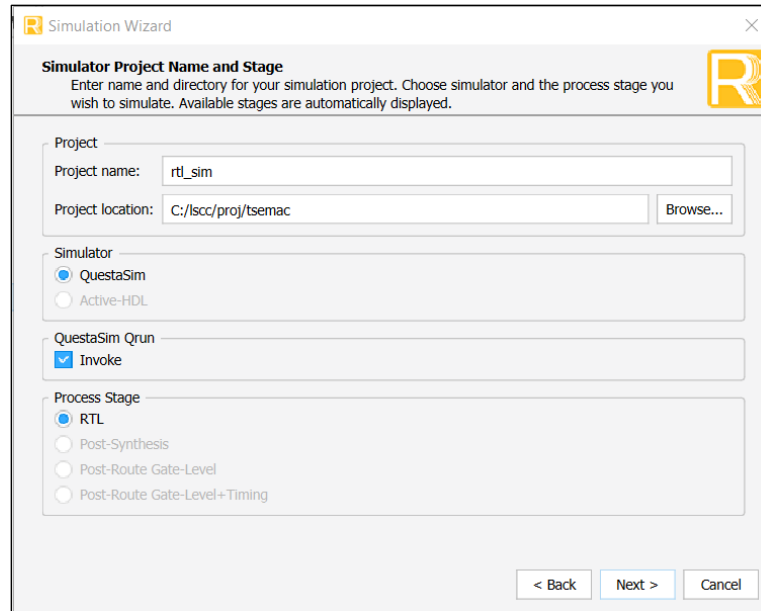 Simulation Wizard
Simulator Project Name and Stage
Enter name and directory for your simulation project. Choose simulator and the process stage you
wish to simulate. Available stages are automatically displayed.
Project
Project name: rtl_sim
Project location: C:/lscc/proj/tsemac Browse...
Simulator
QuestaSim
Active-HDL
QuestaSim Qrun
Invoke
Process Stage
RTL
Post-Synthesis
Post-Route Gate-Level
Post-Route Gate-Level+Timing
< Back Next > Cancel